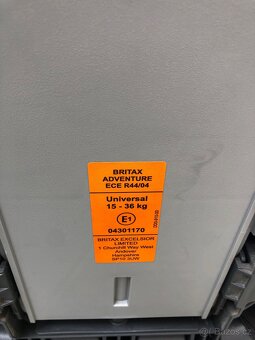 BRITAX
ADVENTURE
ECE R44/04
Universal
15 - 36 kg
E1
04301170
BRITAX EXCELSIOR
LIMITED
1 Churchill Way West
Andover
Hampshire
SP10 3UW